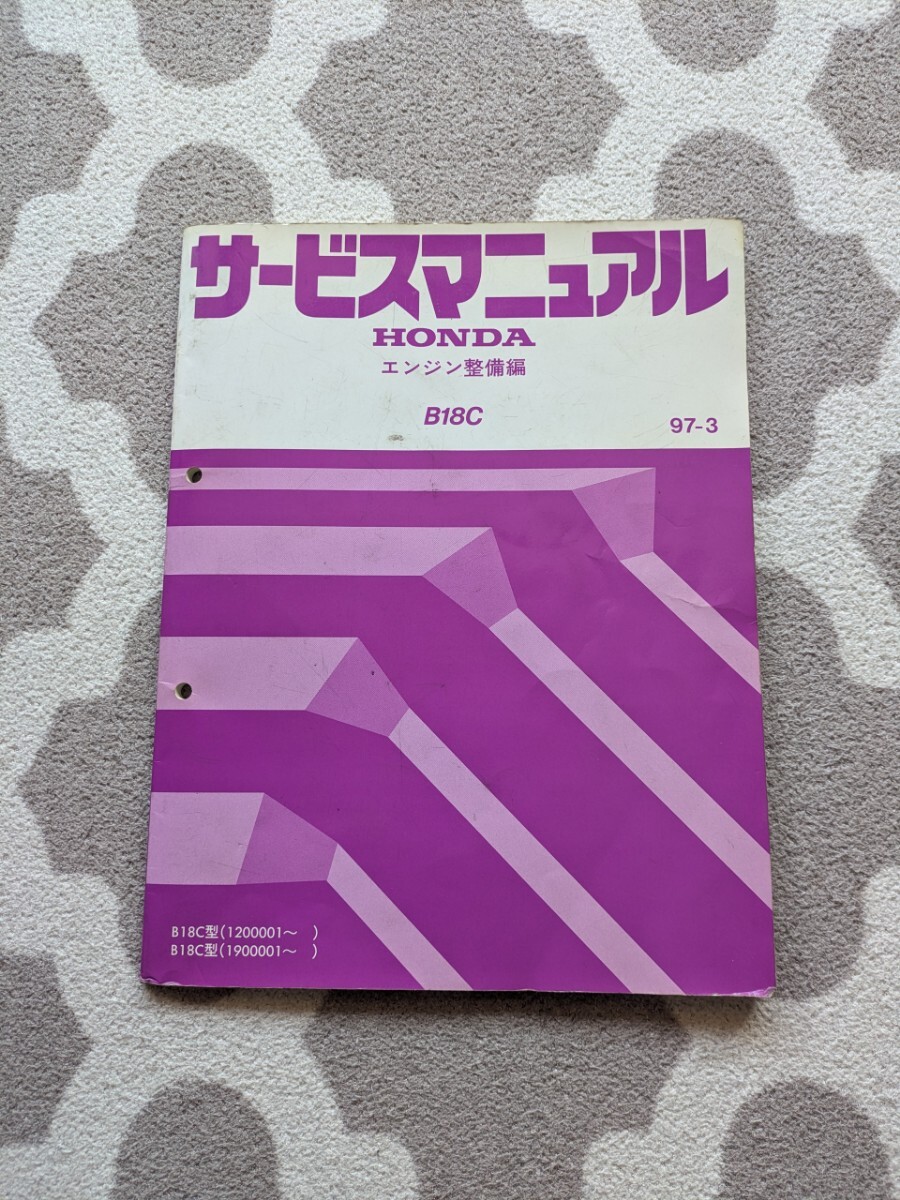 サービスマニュアル
HONDA
エンジン整備編
B18C
97-3
B18C型(1200001～　)
B18C型(1900001～　)